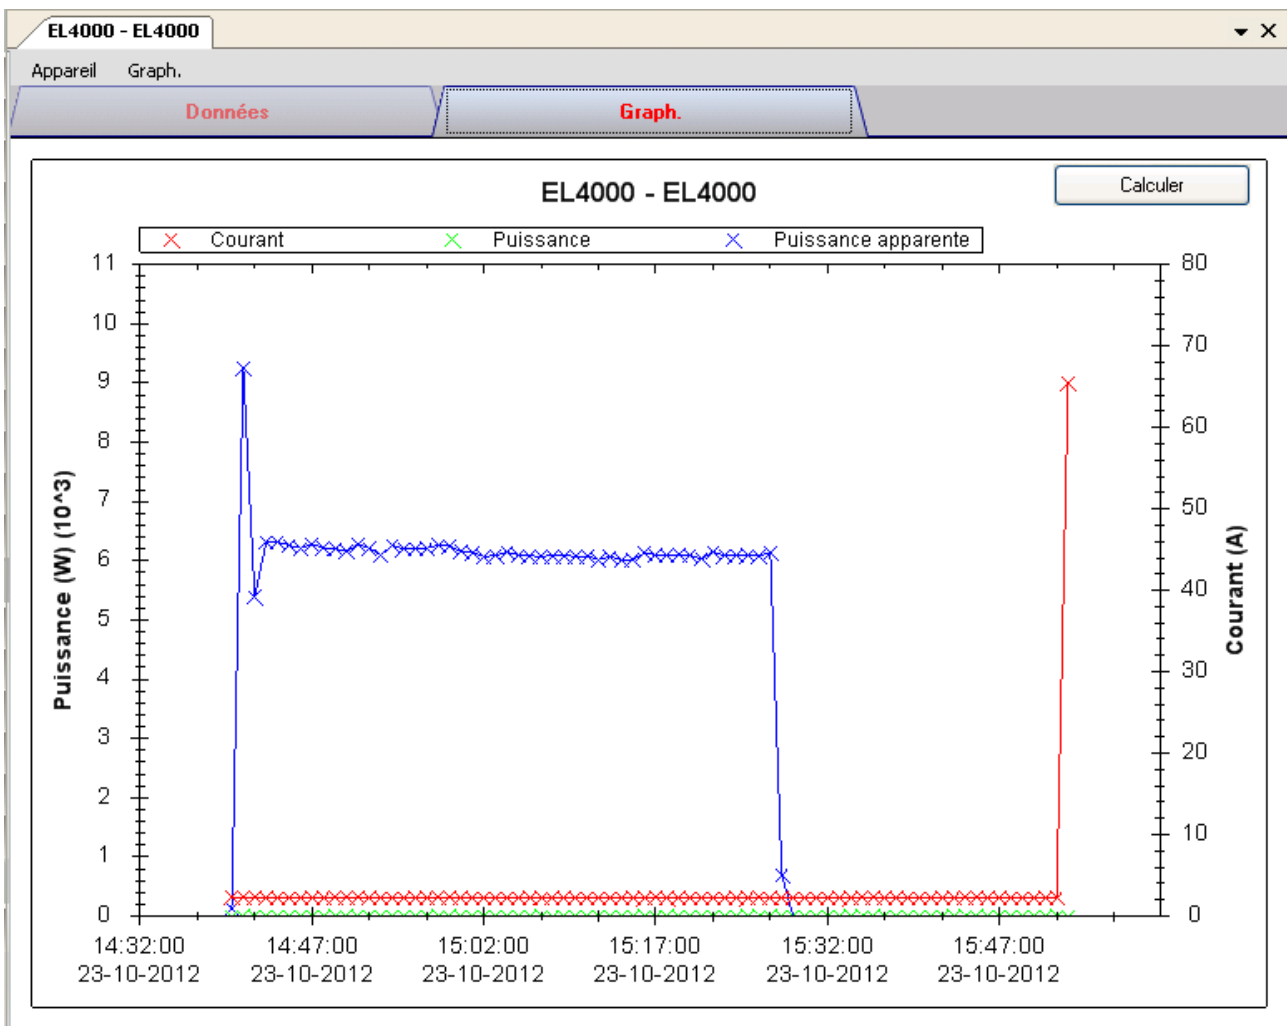 EL4000 - EL4000
Appareil Graph.
Données Graph.
EL4000 - EL4000
Calculer
Courant Puissance Puissance apparente
11
10
9
8
7
6
5
4
3
2
1
0
Puissance (W) (10^3)
80
70
60
50
40
30
20
10
0
Courant (A)
14:32:00 14:47:00 15:02:00 15:17:00 15:32:00 15:47:00
23-10-2012 23-10-2012 23-10-2012 23-10-2012 23-10-2012 23-10-2012